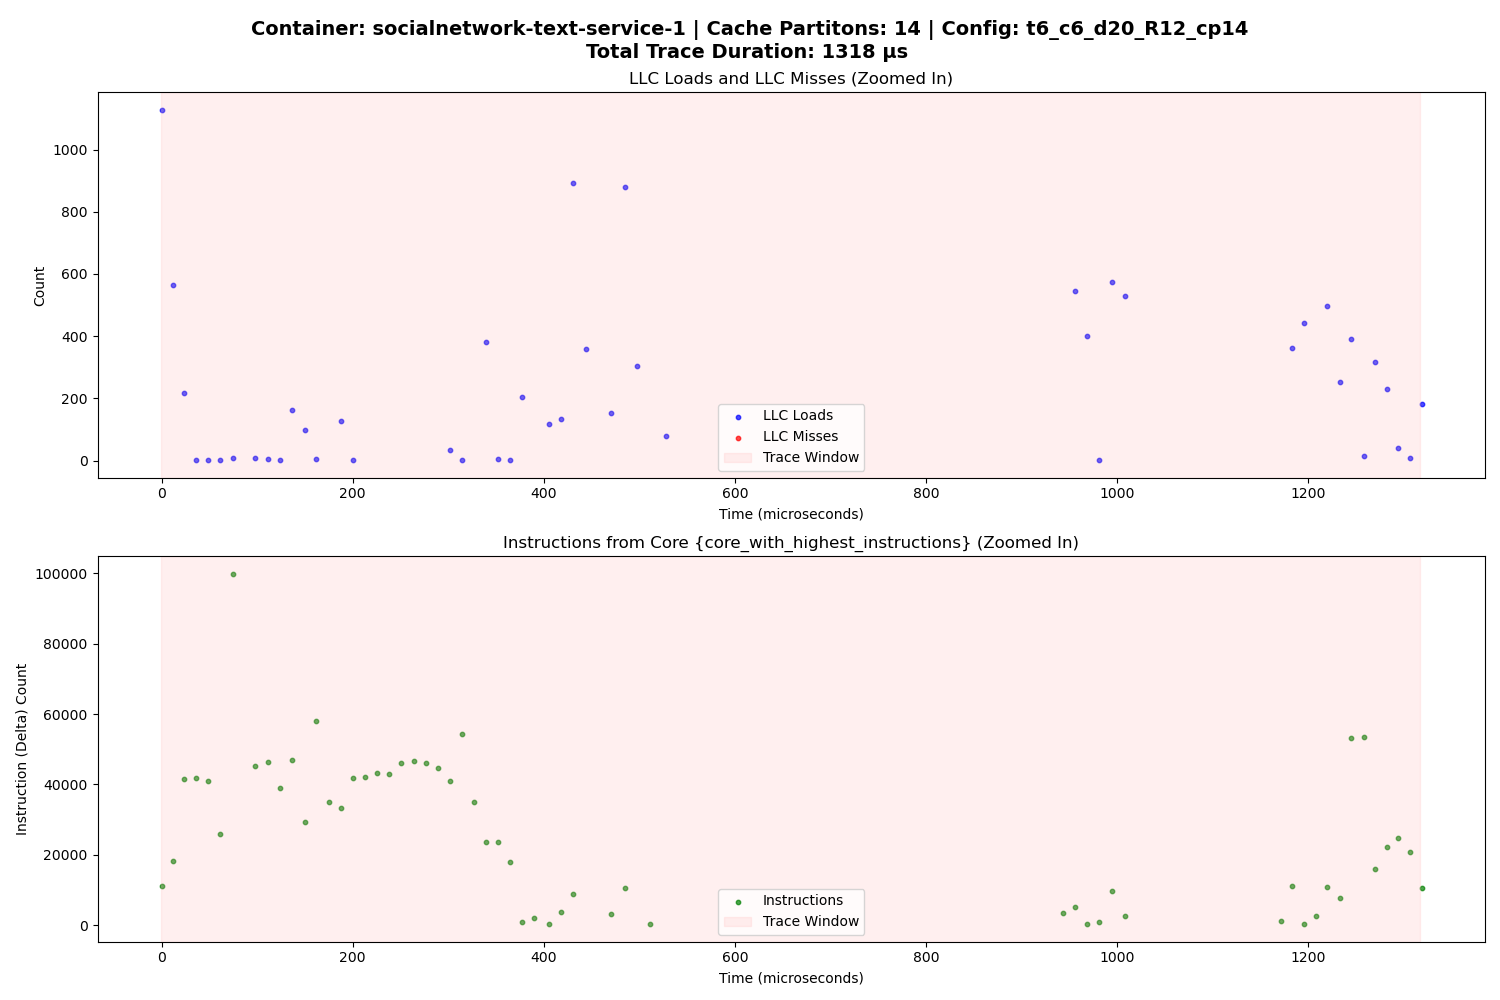 Container: socialnetwork-text-service-1 | Cache Partitons: 14 | Config: t6_c6_d20_R12_cp14
Total Trace Duration: 1318 µs
LLC Loads and LLC Misses (Zoomed In)
Count
1000
800
600
400
200
0
LLC Loads
LLC Misses
Trace Window
0 200 400 600 800 1000 1200
Time (microseconds)
Instructions from Core {core_with_highest_instructions} (Zoomed In)
Instruction (Delta) Count
100000
80000
60000
40000
20000
0
Instructions
Trace Window
0 200 400 600 800 1000 1200
Time (microseconds)